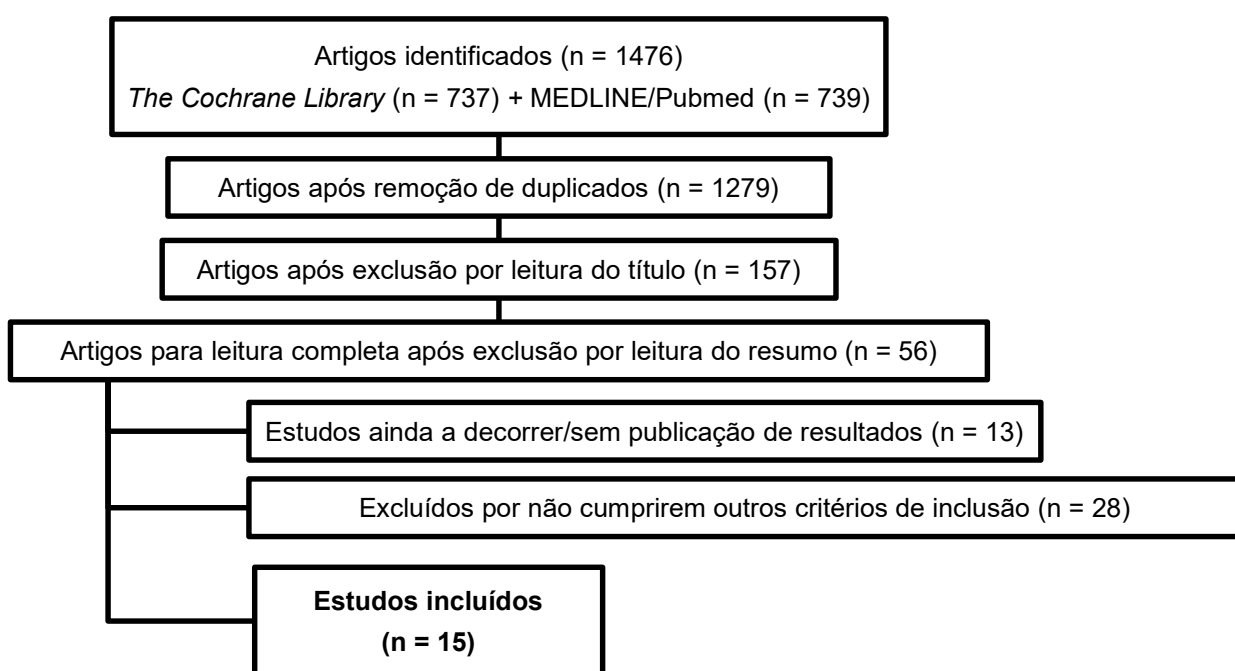 Artigos identificados (n = 1476)
The Cochrane Library (n = 737) + MEDLINE/Pubmed (n = 739)
Artigos após remoção de duplicados (n = 1279)
Artigos após exclusão por leitura do título (n = 157)
Artigos para leitura completa após exclusão por leitura do resumo (n = 56)
Estudos ainda a decorrer/sem publicação de resultados (n = 13)
Excluídos por não cumprirem outros critérios de inclusão (n = 28)
Estudos incluídos
(n = 15)